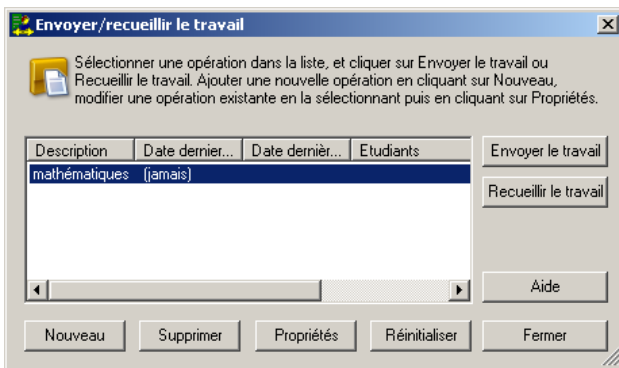 Envoyer/recueillir le travail
Sélectionner une opération dans la liste, et cliquer sur Envoyer le travail ou
Recueillir le travail. Ajouter une nouvelle opération en cliquant sur Nouveau,
modifier une opération existante en la sélectionnant puis en cliquant sur Propriétés.
Description Date dernier... Date dernièr... Etudiants
mathématiques (jamais)
Envoyer le travail
Recueillir le travail
Aide
Nouveau Supprimer Propriétés Réinitialiser Fermer